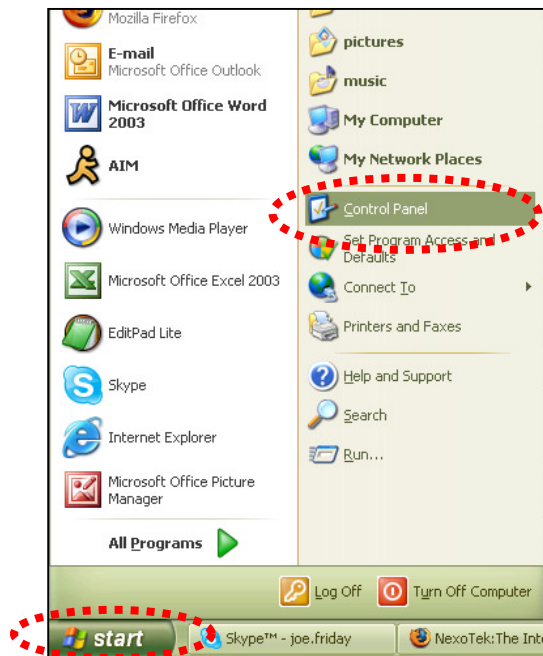 Mozilla Firefox
E-mail
Microsoft Office Outlook
Microsoft Office Word
2003
AIM
Windows Media Player
Microsoft Office Excel 2003
EditPad Lite
Skype
Internet Explorer
Microsoft Office Picture
Manager
All Programs
pictures
music
My Computer
My Network Places
Control Panel
Set Program Access and
Defaults
Connect To
Printers and Faxes
Help and Support
Search
Run...
Log Off
Turn Off Computer
start
Skype™ - joe.friday
NexoTek:The Inte